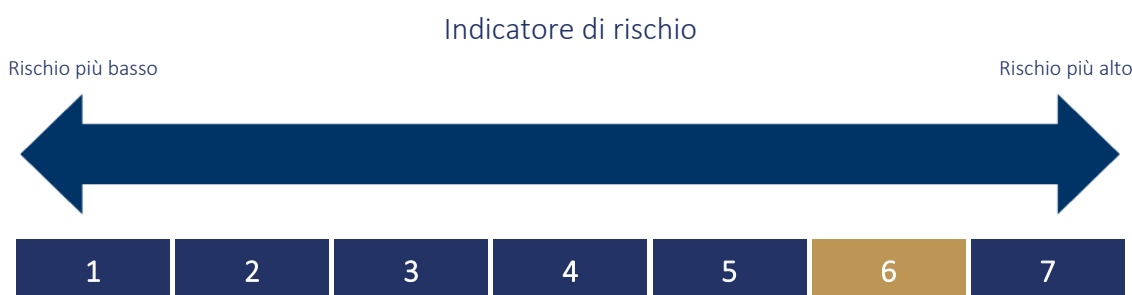 Indicatore di rischio
Rischio più basso
Rischio più alto
1 2 3 4 5 6 7